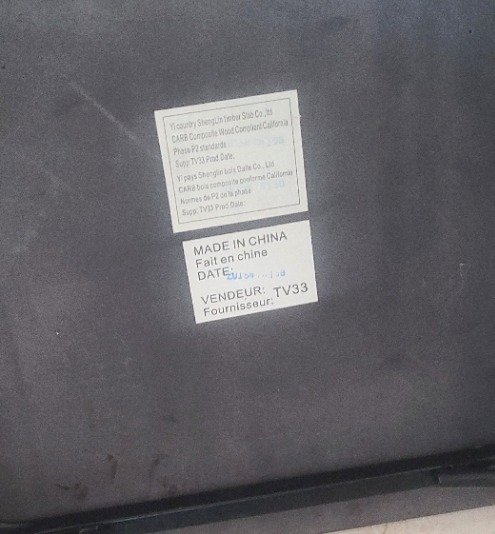 Yi country ShengLin timber Slab Co.,ltd
CARB Composite Wood Compliant California
Phase P2 standards
Supp: TV33 Prod.Date:
Yi paya Shenglin bois Dalle Co., Ltd
CARB bois composite conforme Californie
Normes de P2 de la phase
Supp: TV33 Prod.Date:
MADE IN CHINA
Fait en chine
DATE:
VENDEUR: TV33
Fournisseur: